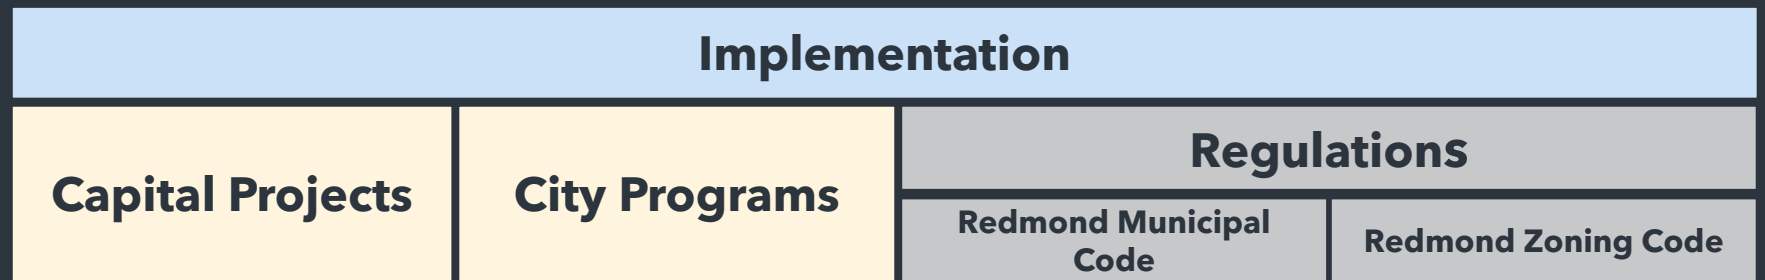 Implementation
Capital Projects
City Programs
Regulations
Redmond Municipal
Code
Redmond Zoning Code